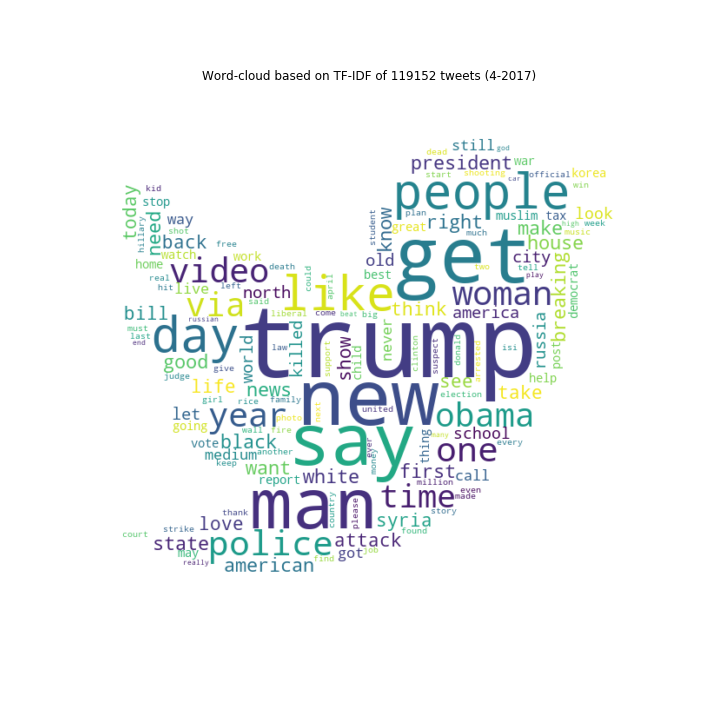 Word-cloud based on TF-IDF of 119152 tweets (4-2017)
still
god
dead
president
war
start
shooting
car
official
korea
kid
stop
today
need
hillary
shot
way
back
free
watch
work
home
real
hit
left
death
video
people
plan
great
right
muslim
tax
win
look
high
week
music
make
house
know
student
much
get
two
tell
play
city
old
best
woman
america
breaking
democrat
russia
post
help
live
via
said
russian
north
could
april
like
liberal
come
beat
big
think
never
bill
must
last
end
day
good
judge
give
law
world
killed
trump
show
support
child
clinton
suspect
donald
arrested
isi
news
life
girl
rice
family
see
election
take
let
going
year
photo
next
new
united
obama
vote
wall
fire
black
medium
another
keep
say
ever
money
thing
many
one
school
every
want
report
white
first
call
million
even
made
man
country
please
time
story
thank
love
strike
court
state
may
really
police
american
find
attack
got
job
syria
found